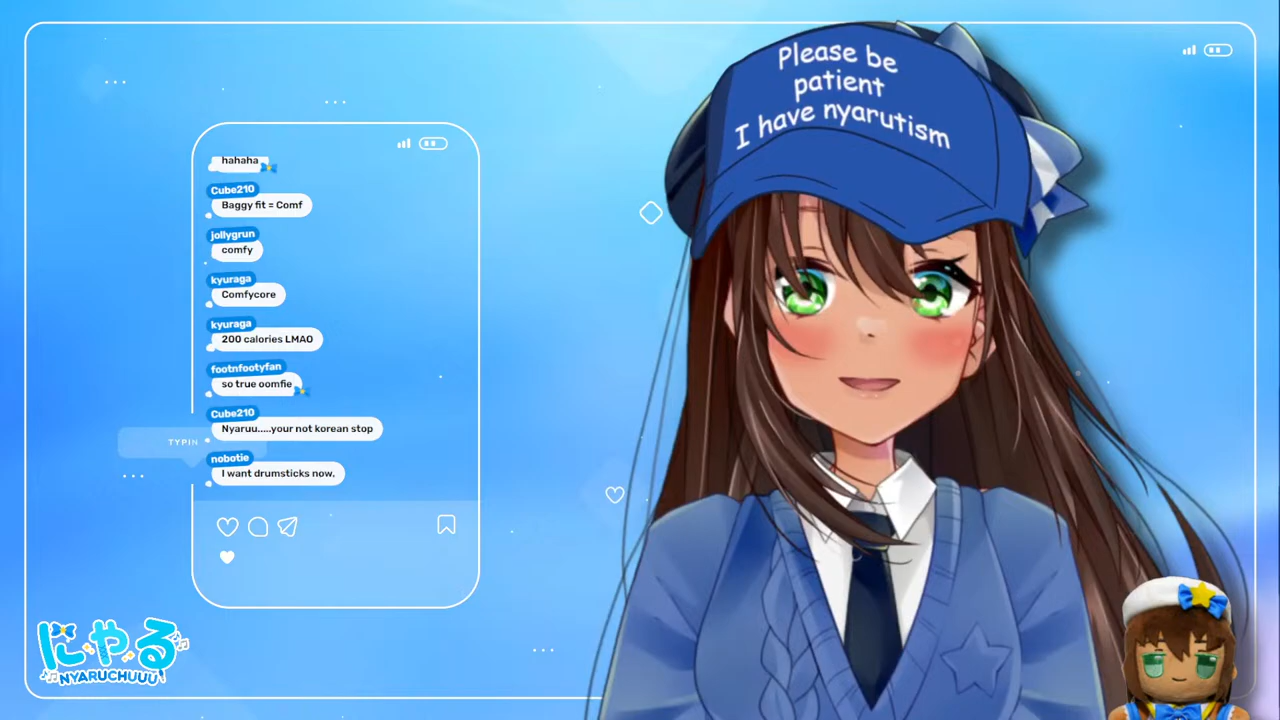 hahaha
Cube210
Baggy fit = Comf
jollygrun
comfy
kyuraga
Comfycore
kyuraga
200 calories LMAO
footnfootyfan
so true oomfie
Cube210
Nyaruu.....your not korean stop
nobotie
I want drumsticks now,
TYPIN
Please be
patient
I have nyarutism
にゃる
NYARUCHUUU